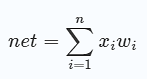 net = \sum_{i=1}^{n} x_i w_i